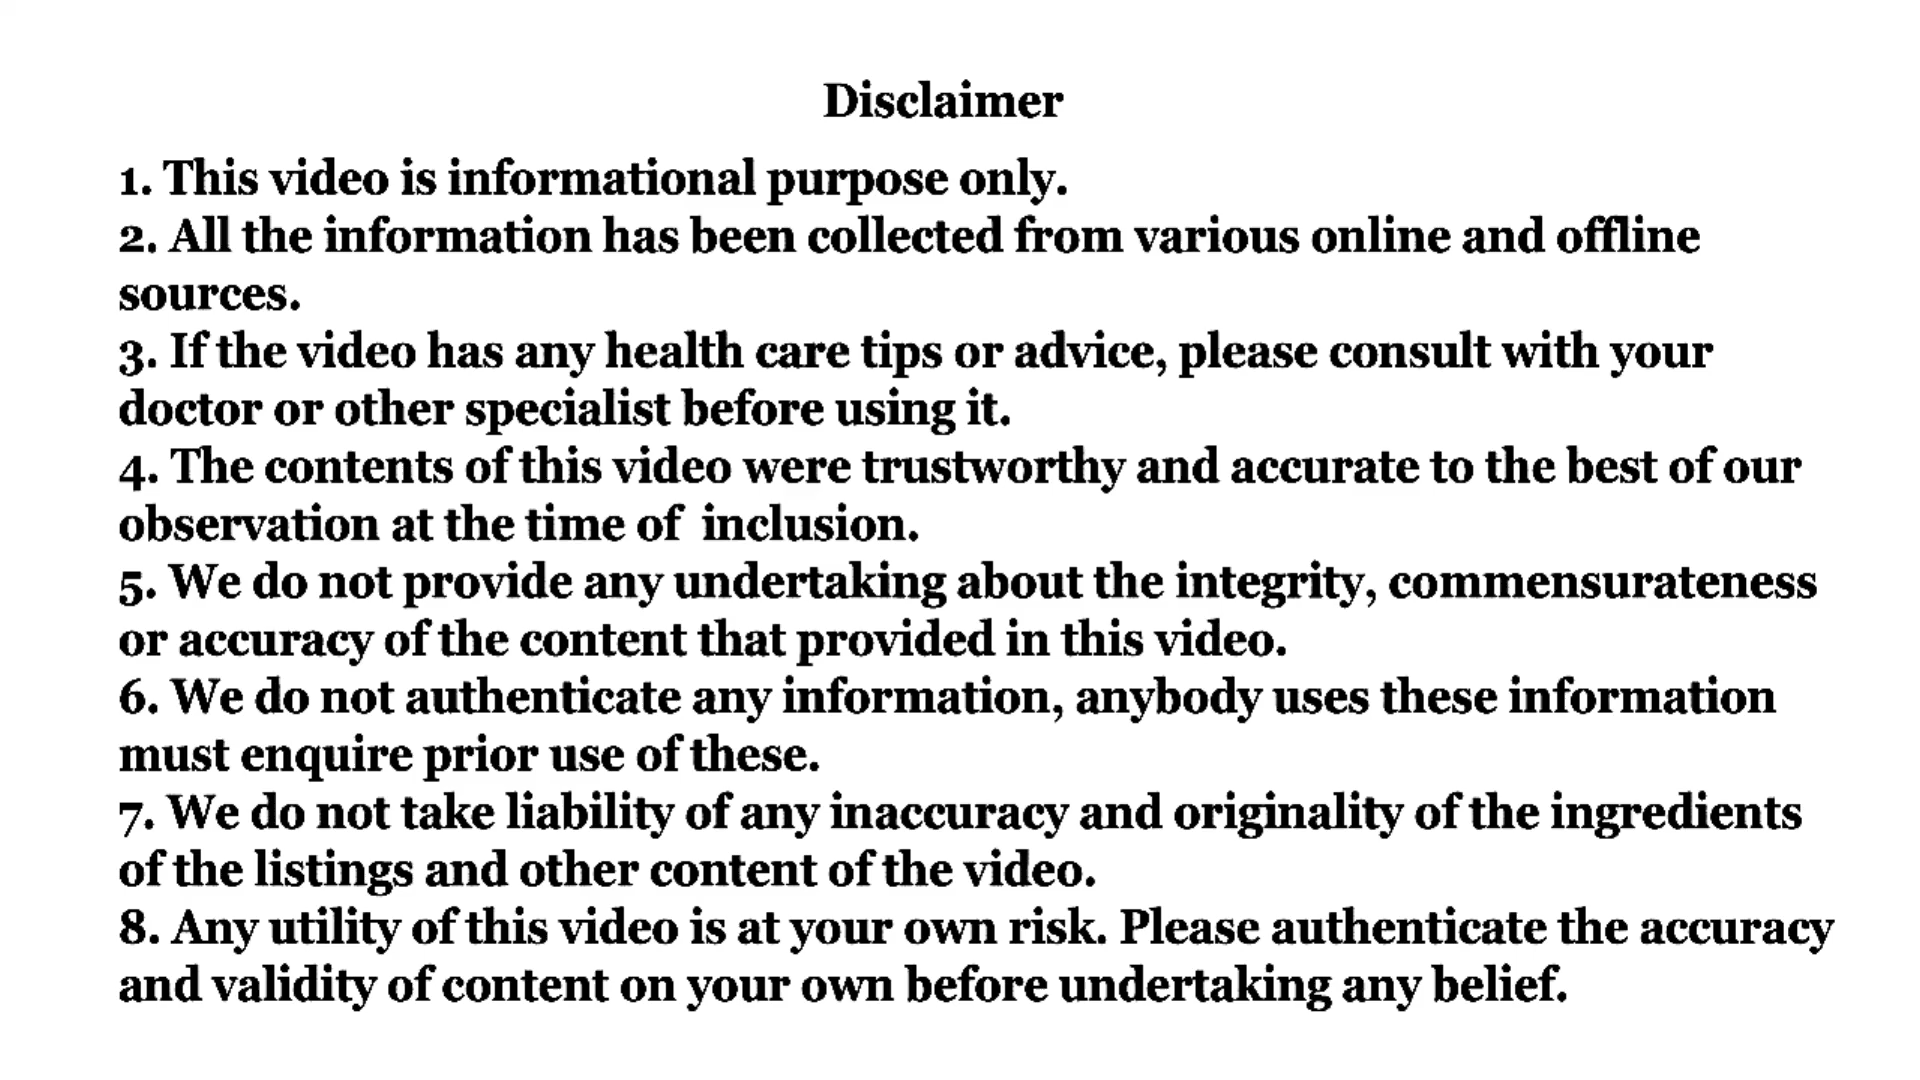 Disclaimer
1. This video is informational purpose only.
2. All the information has been collected from various online and offline
sources.
3. If the video has any health care tips or advice, please consult with your
doctor or other specialist before using it.
4. The contents of this video were trustworthy and accurate to the best of our
observation at the time of  inclusion.
5. We do not provide any undertaking about the integrity, commensurateness
or accuracy of the content that provided in this video.
6. We do not authenticate any information, anybody uses these information
must enquire prior use of these.
7. We do not take liability of any inaccuracy and originality of the ingredients
of the listings and other content of the video.
8. Any utility of this video is at your own risk. Please authenticate the accuracy
and validity of content on your own before undertaking any belief.